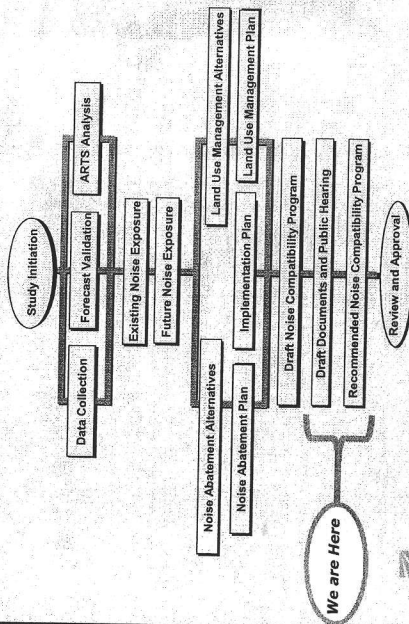 Study Initiation
Data Collection
Forecast Validation
ARTS Analysis
Existing Noise Exposure
Future Noise Exposure
Noise Abatement Alternatives
Land Use Management Alternatives
Noise Abatement Plan
Implementation Plan
Land Use Management Plan
Draft Noise Compatibility Program
Draft Documents and Public Hearing
Recommended Noise Compatibility Program
We are Here
Review and Approval